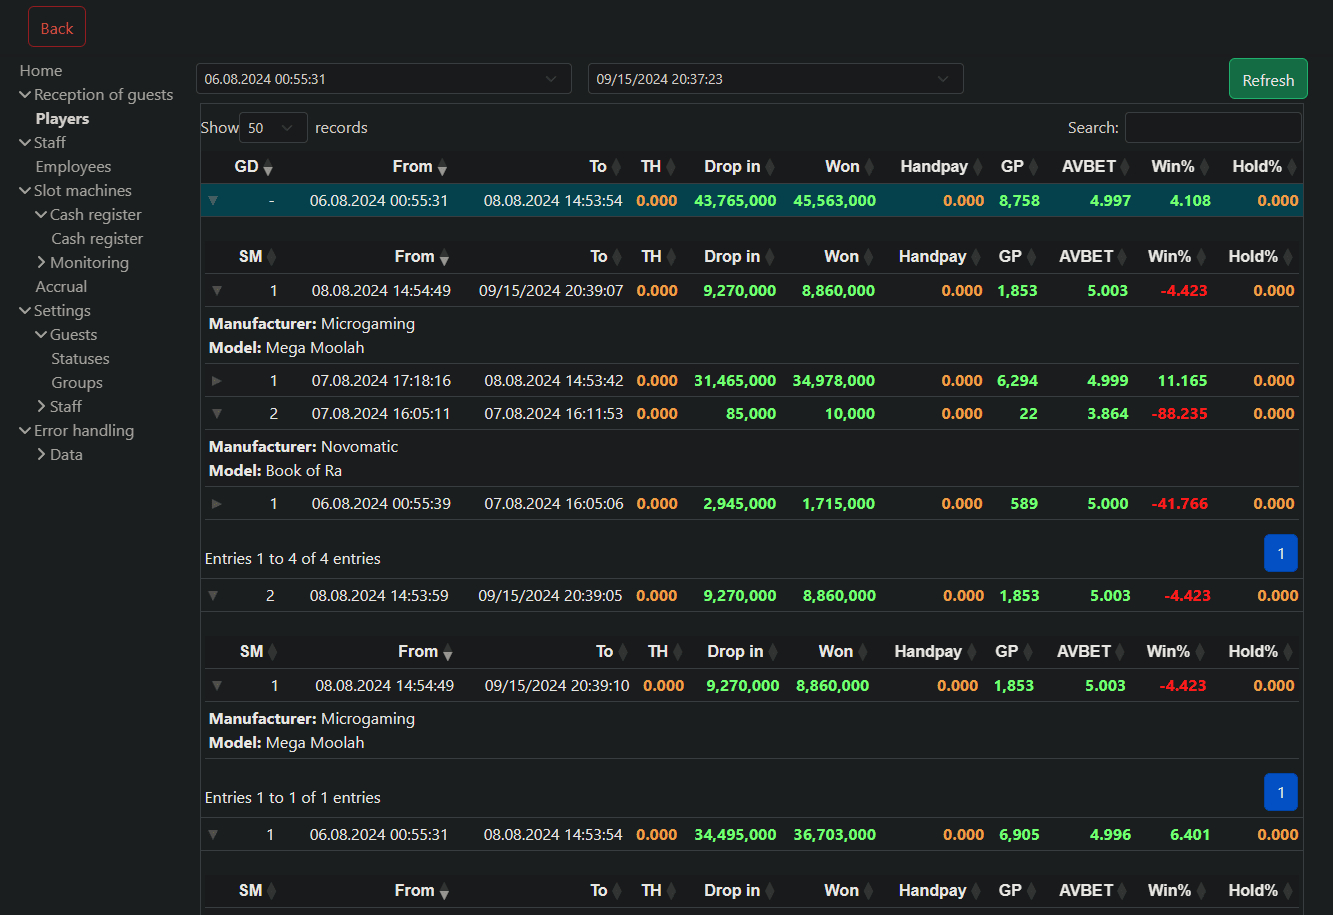 Back
Home
Reception of guests
Players
Staff
Employees
Slot machines
Cash register
Cash register
Monitoring
Accrual
Settings
Guests
Statuses
Groups
Staff
Error handling
Data
06.08.2024 00:55:31 09/15/2024 20:37:23 Refresh
Show 50 records Search:
GD From To TH Drop in Won Handpay GP AVBET Win% Hold%
- 06.08.2024 00:55:31 08.08.2024 14:53:54 0.000 43,765,000 45,563,000 0.000 8,758 4.997 4.108 0.000
SM From To TH Drop in Won Handpay GP AVBET Win% Hold%
1 08.08.2024 14:54:49 09/15/2024 20:39:07 0.000 9,270,000 8,860,000 0.000 1,853 5.003 -4.423 0.000
Manufacturer: Microgaming
Model: Mega Moolah
1 07.08.2024 17:18:16 08.08.2024 14:53:42 0.000 31,465,000 34,978,000 0.000 6,294 4.999 11.165 0.000
2 07.08.2024 16:05:11 07.08.2024 16:11:53 0.000 85,000 10,000 0.000 22 3.864 -88.235 0.000
Manufacturer: Novomatic
Model: Book of Ra
1 06.08.2024 00:55:39 07.08.2024 16:05:06 0.000 2,945,000 1,715,000 0.000 589 5.000 -41.766 0.000
Entries 1 to 4 of 4 entries 1
2 08.08.2024 14:53:59 09/15/2024 20:39:05 0.000 9,270,000 8,860,000 0.000 1,853 5.003 -4.423 0.000
SM From To TH Drop in Won Handpay GP AVBET Win% Hold%
1 08.08.2024 14:54:49 09/15/2024 20:39:10 0.000 9,270,000 8,860,000 0.000 1,853 5.003 -4.423 0.000
Manufacturer: Microgaming
Model: Mega Moolah
Entries 1 to 1 of 1 entries 1
1 06.08.2024 00:55:31 08.08.2024 14:53:54 0.000 34,495,000 36,703,000 0.000 6,905 4.996 6.401 0.000
SM From To TH Drop in Won Handpay GP AVBET Win% Hold%